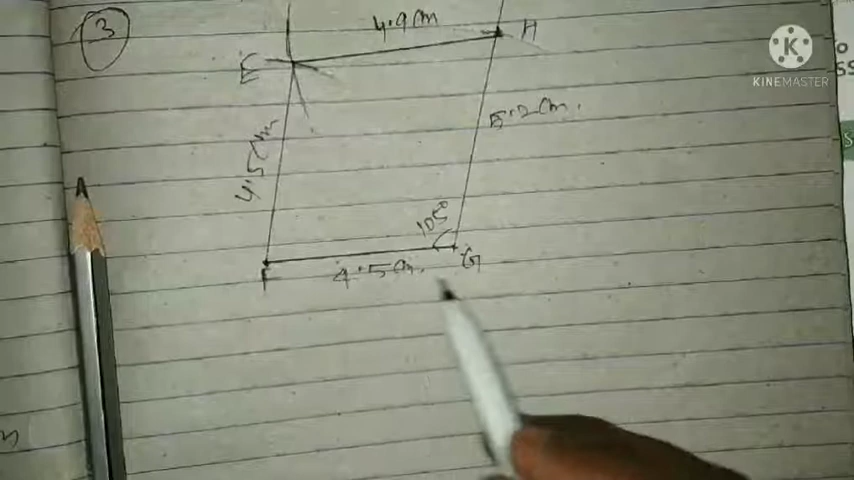 3
4.9cm
E
H
5.2cm.
4.5cm
105°
F
G
4.5cm.
K
KINEMASTER